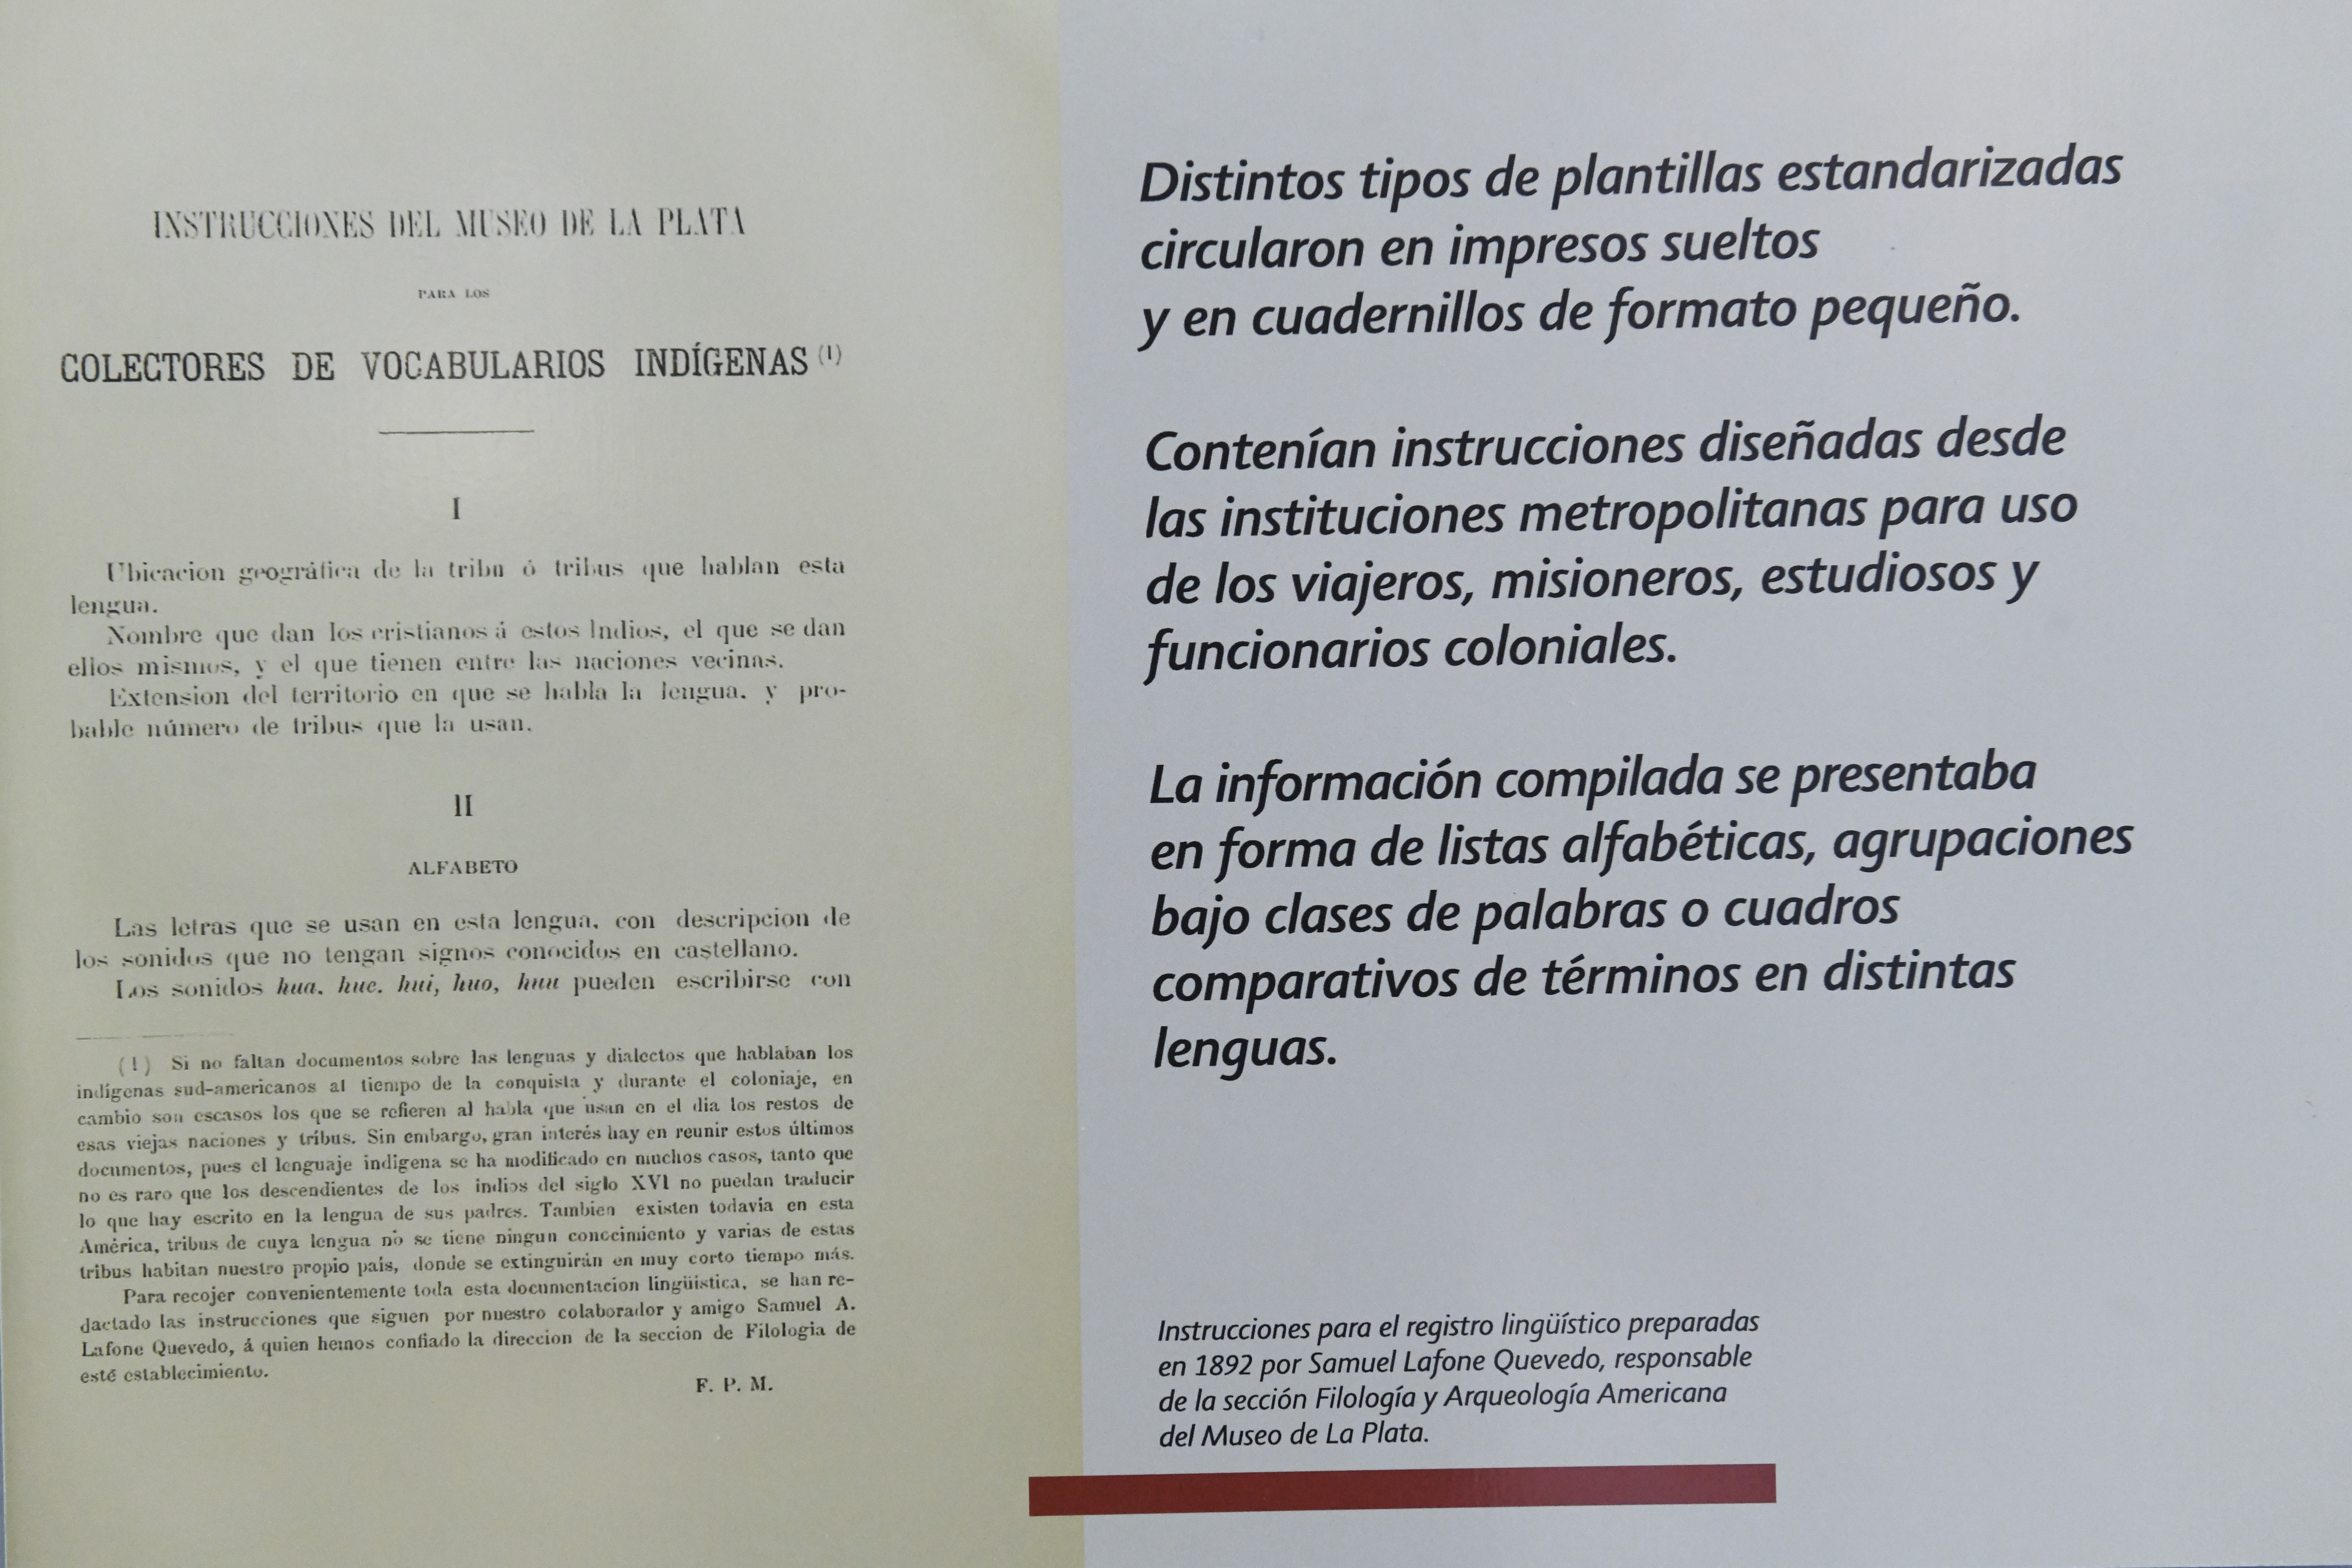 INSTRUCCIONES DEL MUSEO DE LA PLATA
PARA LOS
COLECTORES DE VOCABULARIOS INDÍGENAS (1)
I
Ubicacion geográfica de la tribu ó tribus que hablan esta
lengua.
Nombre que dan los cristianos á estos Indios, el que se dan
ellos mismos, y el que tienen entre las naciones vecinas.
Extension del territorio en que se habla la lengua, y pro-
bable número de tribus que la usan.
II
ALFABETO
Las letras que se usan en esta lengua, con descripcion de
los sonidos que no tengan signos conocidos en castellano.
Los sonidos hua, hue, hui, huo, huu pueden escribirse con
(1) Si no faltan documentos sobre las lenguas y dialectos que hablaban los
indígenas sud-americanos al tiempo de la conquista y durante el coloniaje, en
cambio son escasos los que se refieren al habla que usan en el dia los restos de
esas viejas naciones y tríbus. Sin embargo, gran interés hay en reunir estos últimos
documentos, pues el lenguaje indigena se ha modificado en muchos casos, tanto que
no es raro que los descendientes de los indios del siglo XVI no puedan traducir
lo que hay escrito en la lengua de sus padres. Tambien existen todavia en esta
América, tribus de cuya lengua no se tiene ningun conocimiento y varias de estas
tribus habitan nuestro propio país, donde se extinguirán en muy corto tiempo más.
Para recojer convenientemente toda esta documentacion lingüistica, se han re-
dactado las instrucciones que siguen por nuestro colaborador y amigo Samuel A.
Lafone Quevedo, á quien hemos confiado la direccion de la seccion de Filologia de
esté establecimiento.
F. P. M.
Distintos tipos de plantillas estandarizadas
circularon en impresos sueltos
y en cuadernillos de formato pequeño.
Contenían instrucciones diseñadas desde
las instituciones metropolitanas para uso
de los viajeros, misioneros, estudiosos y
funcionarios coloniales.
La información compilada se presentaba
en forma de listas alfabéticas, agrupaciones
bajo clases de palabras o cuadros
comparativos de términos en distintas
lenguas.
Instrucciones para el registro lingüístico preparadas
en 1892 por Samuel Lafone Quevedo, responsable
de la sección Filología y Arqueología Americana
del Museo de La Plata.